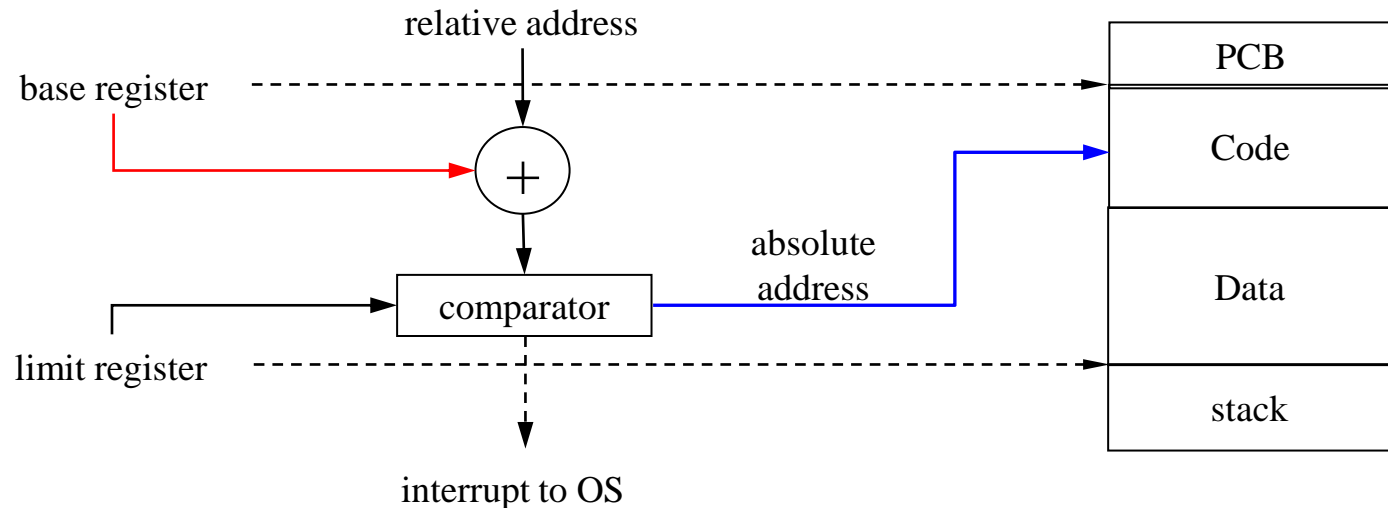 relative address
PCB
base register
Code
+
absolute
address
Data
comparator
limit register
stack
interrupt to OS